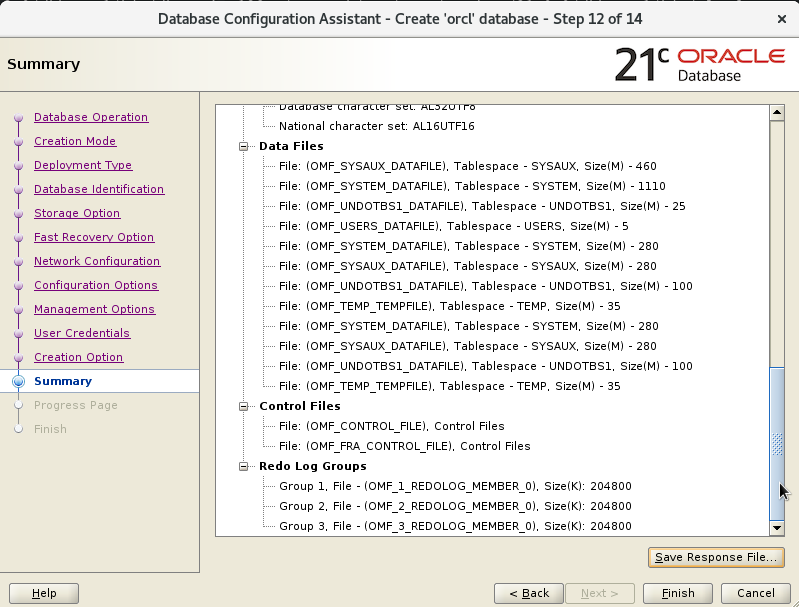 Database Configuration Assistant - Create 'orcl' database - Step 12 of 14
Summary
21c ORACLE
Database
Database Operation
Creation Mode
Deployment Type
Database Identification
Storage Option
Fast Recovery Option
Network Configuration
Configuration Options
Management Options
User Credentials
Creation Option
Summary
Progress Page
Finish
Database character set: AL32UTF8
National character set: AL16UTF16
Data Files
File: (OMF_SYSAUX_DATAFILE), Tablespace - SYSAUX, Size(M) - 460
File: (OMF_SYSTEM_DATAFILE), Tablespace - SYSTEM, Size(M) - 1110
File: (OMF_UNDOTBS1_DATAFILE), Tablespace - UNDOTBS1, Size(M) - 25
File: (OMF_USERS_DATAFILE), Tablespace - USERS, Size(M) - 5
File: (OMF_SYSTEM_DATAFILE), Tablespace - SYSTEM, Size(M) - 280
File: (OMF_SYSAUX_DATAFILE), Tablespace - SYSAUX, Size(M) - 280
File: (OMF_UNDOTBS1_DATAFILE), Tablespace - UNDOTBS1, Size(M) - 100
File: (OMF_TEMP_TEMPFILE), Tablespace - TEMP, Size(M) - 35
File: (OMF_SYSTEM_DATAFILE), Tablespace - SYSTEM, Size(M) - 280
File: (OMF_SYSAUX_DATAFILE), Tablespace - SYSAUX, Size(M) - 280
File: (OMF_UNDOTBS1_DATAFILE), Tablespace - UNDOTBS1, Size(M) - 100
File: (OMF_TEMP_TEMPFILE), Tablespace - TEMP, Size(M) - 35
Control Files
File: (OMF_CONTROL_FILE), Control Files
File: (OMF_FRA_CONTROL_FILE), Control Files
Redo Log Groups
Group 1, File - (OMF_1_REDOLOG_MEMBER_0), Size(K): 204800
Group 2, File - (OMF_2_REDOLOG_MEMBER_0), Size(K): 204800
Group 3, File - (OMF_3_REDOLOG_MEMBER_0), Size(K): 204800
Save Response File...
Help
< Back
Next >
Finish
Cancel